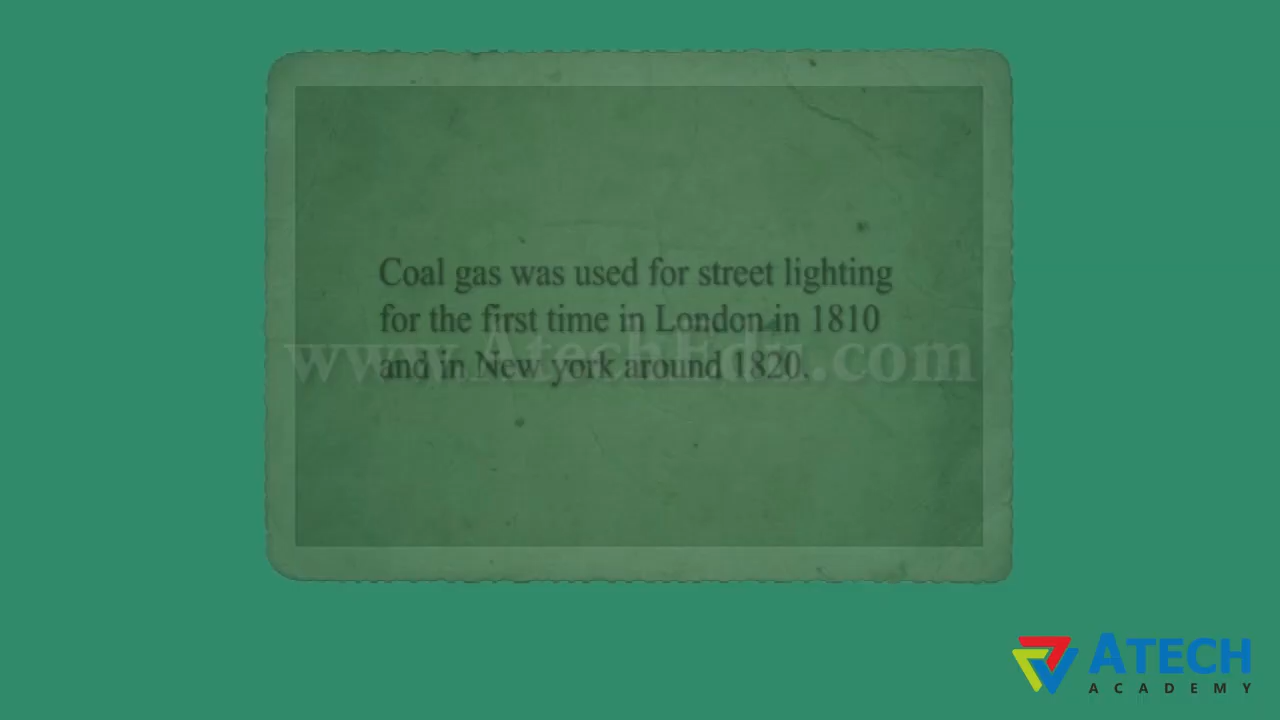 Coal gas was used for street lighting
for the first time in London in 1810
and in New york around 1820.
www.AtechEdu.com
ATECH
ACADEMY